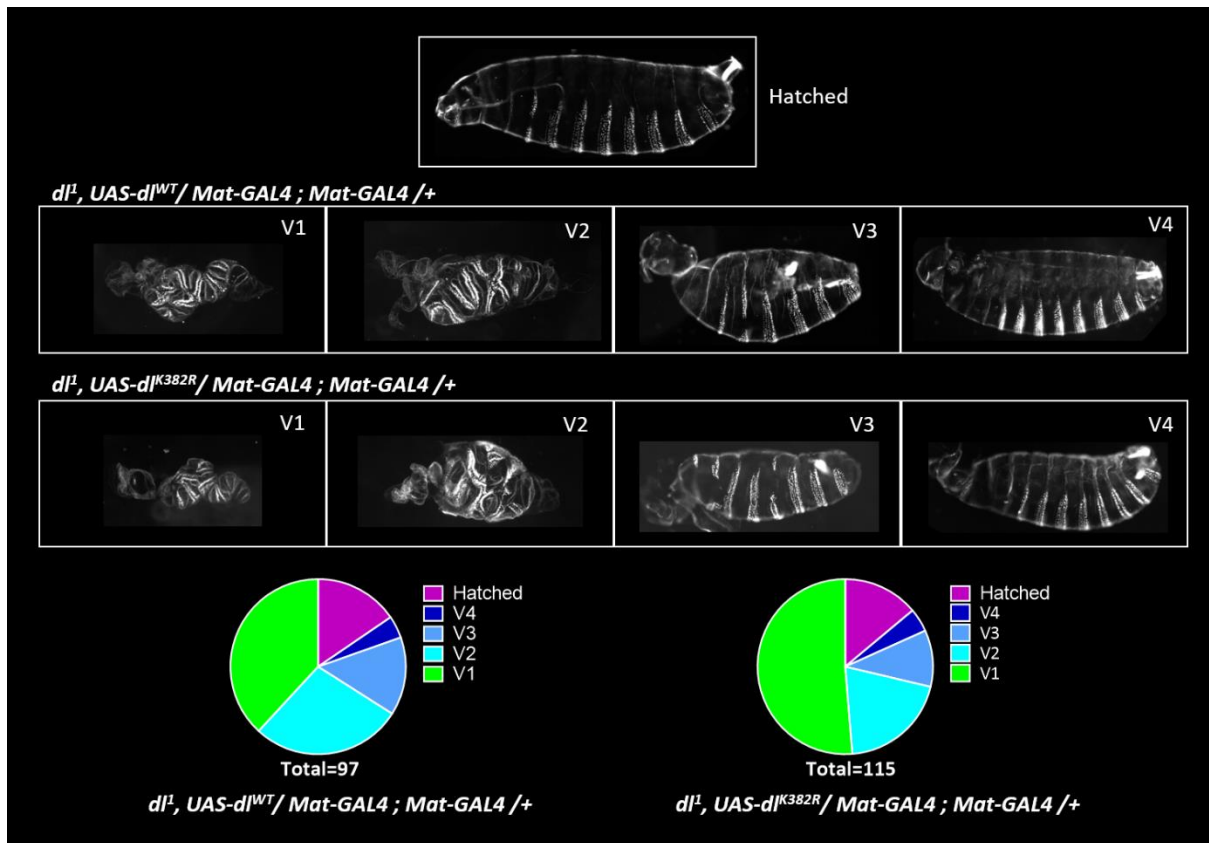 Hatched
dl¹, UAS-dlᵂᵀ/ Mat-GAL4 ; Mat-GAL4 /+
V1
V2
V3
V4
dl¹, UAS-dlᴷ³⁸²ᴿ/ Mat-GAL4 ; Mat-GAL4 /+
V1
V2
V3
V4
Hatched
V4
V3
V2
V1
Total=97
dl¹, UAS-dlᵂᵀ/ Mat-GAL4 ; Mat-GAL4 /+
Hatched
V4
V3
V2
V1
Total=115
dl¹, UAS-dlᴷ³⁸²ᴿ/ Mat-GAL4 ; Mat-GAL4 /+